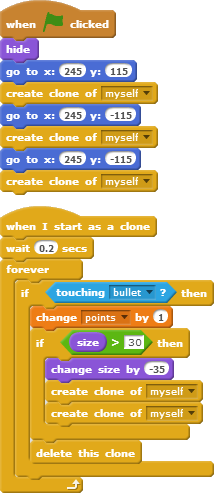 when clicked
hide
go to x: 245 y: 115
create clone of myself
go to x: 245 y: -115
create clone of myself
go to x: 245 y: -115
create clone of myself
when I start as a clone
wait 0.2 secs
forever
if touching bullet ? then
change points by 1
if size > 30 then
change size by -35
create clone of myself
create clone of myself
delete this clone